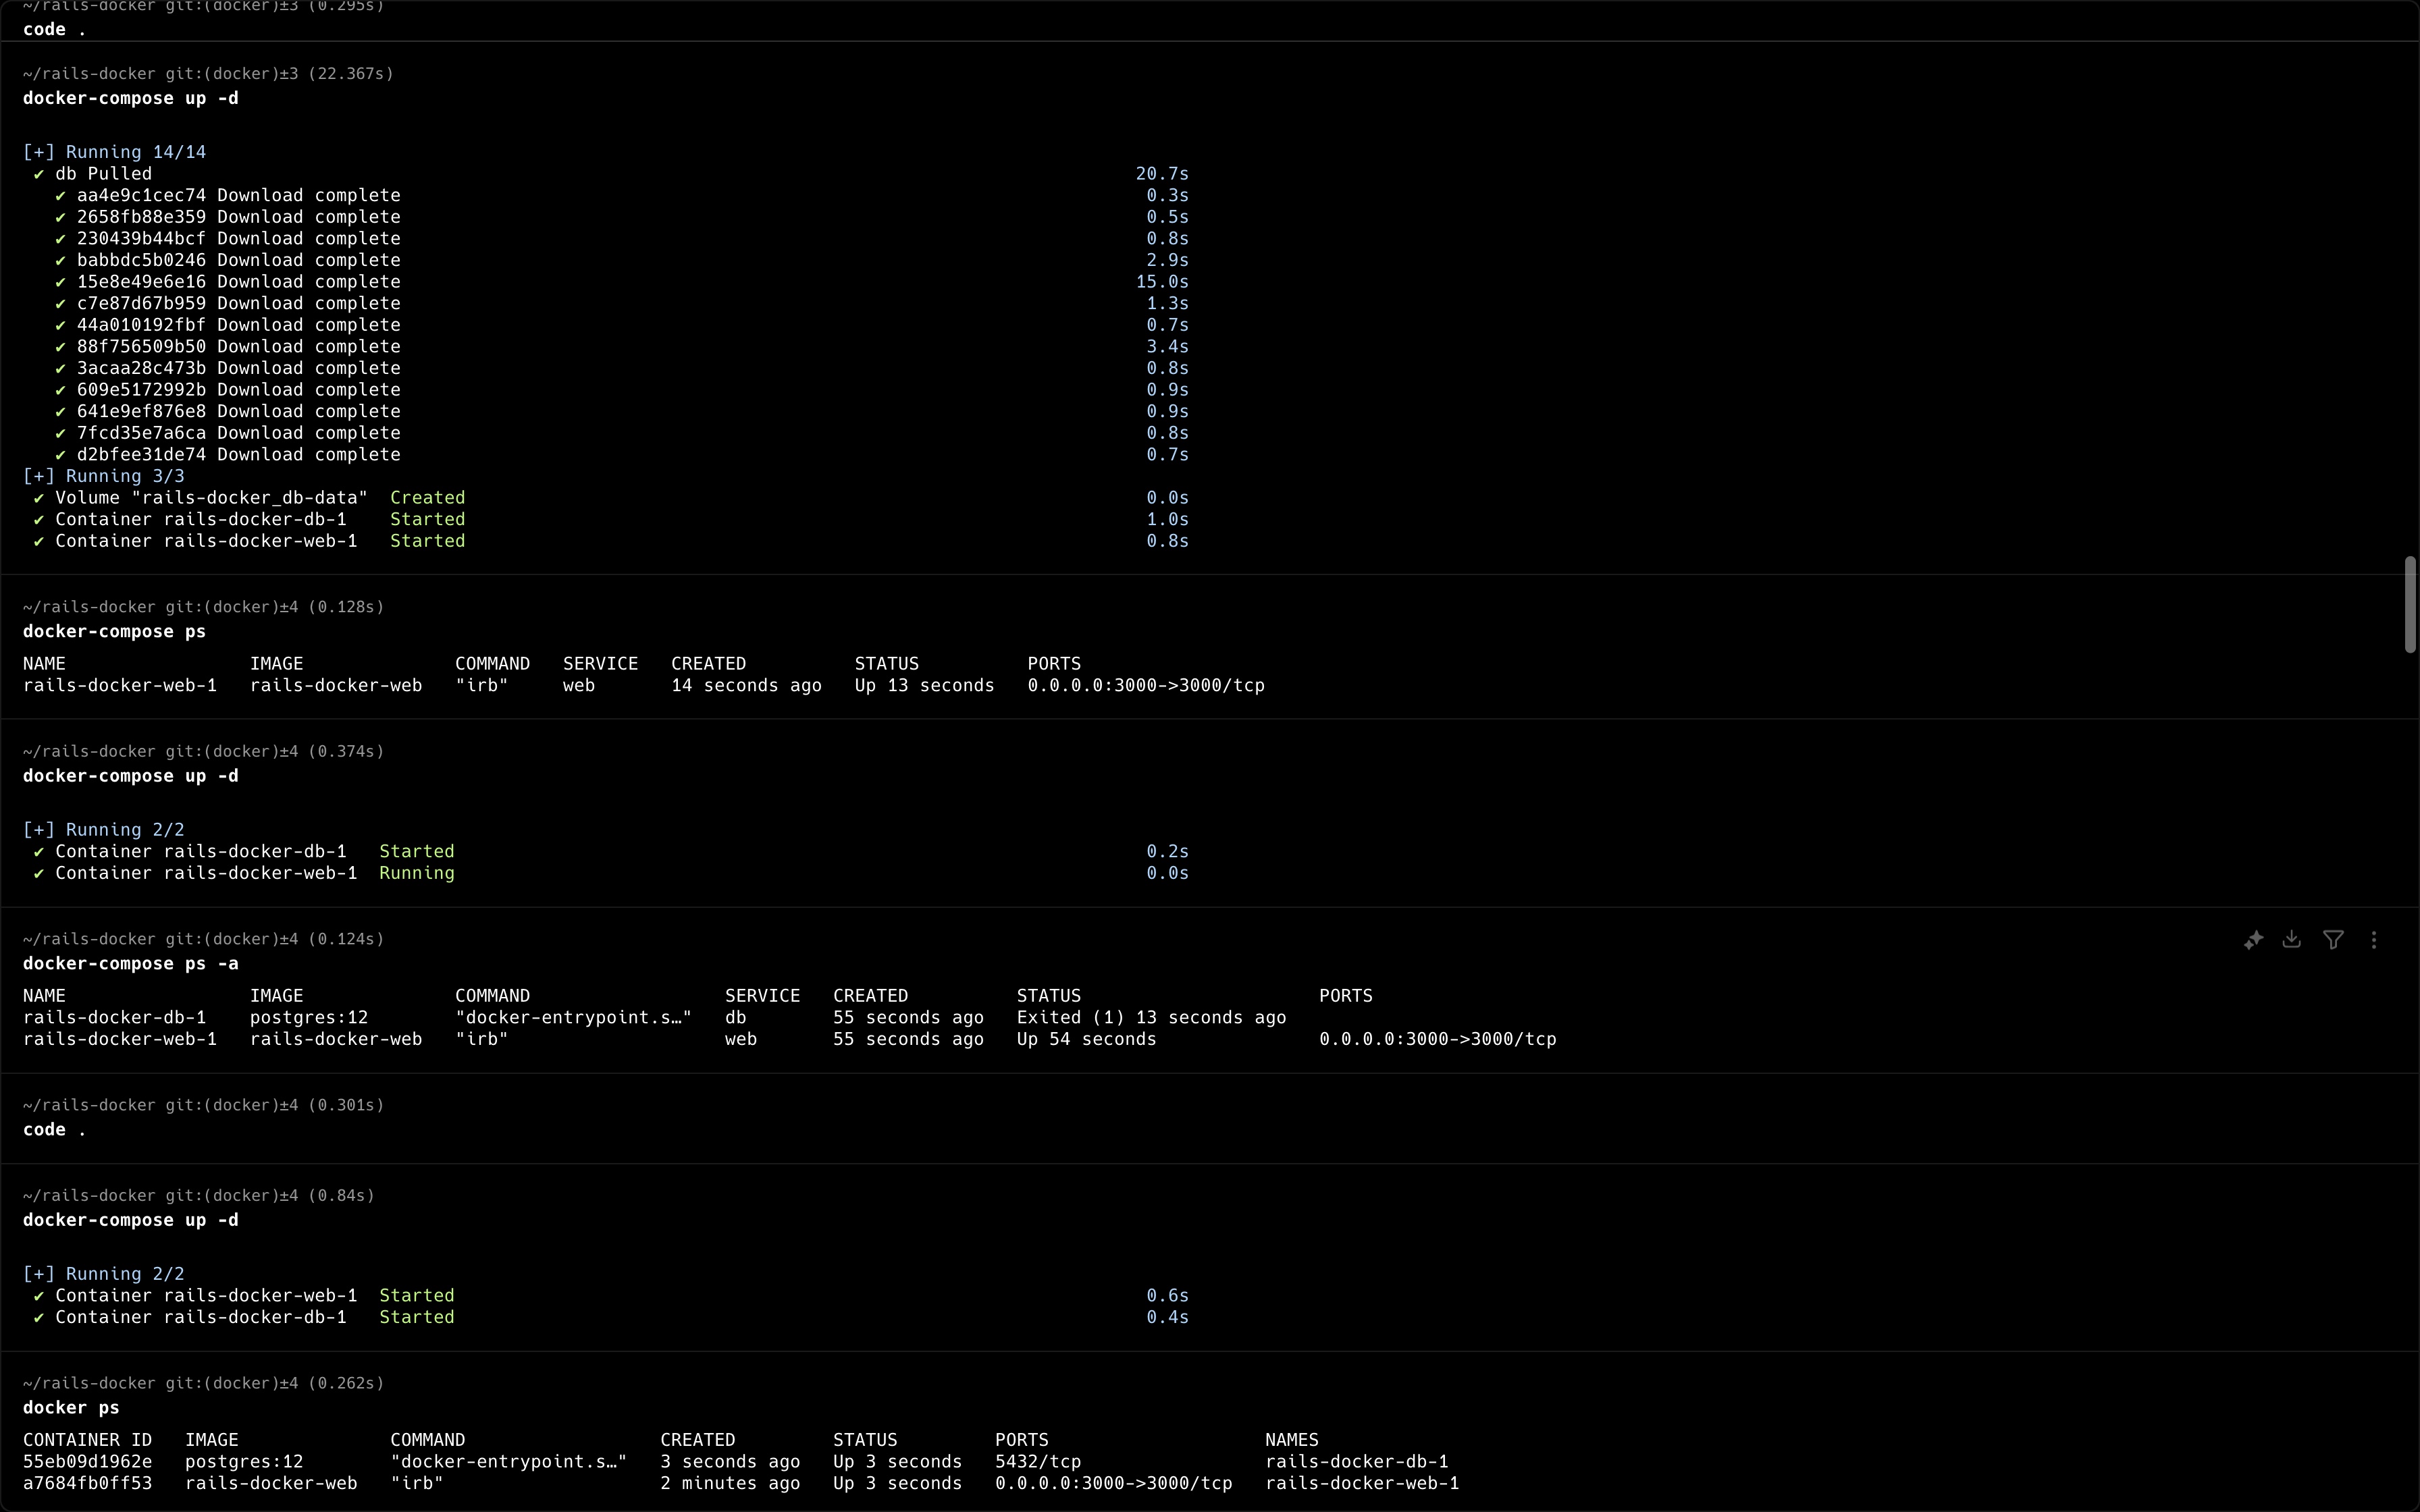 ~/rails-docker git:(docker)±3 (0.295s)
code .
~/rails-docker git:(docker)±3 (22.367s)
docker-compose up -d
[+] Running 14/14
✔ db Pulled 20.7s
✔ aa4e9c1cec74 Download complete 0.3s
✔ 2658fb88e359 Download complete 0.5s
✔ 230439b44bcf Download complete 0.8s
✔ babbdc5b0246 Download complete 2.9s
✔ 15e8e49e6e16 Download complete 15.0s
✔ c7e87d67b959 Download complete 1.3s
✔ 44a010192fbf Download complete 0.7s
✔ 88f756509b50 Download complete 3.4s
✔ 3acaa28c473b Download complete 0.8s
✔ 609e5172992b Download complete 0.9s
✔ 641e9ef876e8 Download complete 0.9s
✔ 7fcd35e7a6ca Download complete 0.8s
✔ d2bfee31de74 Download complete 0.7s
[+] Running 3/3
✔ Volume "rails-docker_db-data" Created 0.0s
✔ Container rails-docker-db-1 Started 1.0s
✔ Container rails-docker-web-1 Started 0.8s
~/rails-docker git:(docker)±4 (0.128s)
docker-compose ps
NAME IMAGE COMMAND SERVICE CREATED STATUS PORTS
rails-docker-web-1 rails-docker-web "irb" web 14 seconds ago Up 13 seconds 0.0.0.0:3000->3000/tcp
~/rails-docker git:(docker)±4 (0.374s)
docker-compose up -d
[+] Running 2/2
✔ Container rails-docker-db-1 Started 0.2s
✔ Container rails-docker-web-1 Running 0.0s
~/rails-docker git:(docker)±4 (0.124s)
docker-compose ps -a
NAME IMAGE COMMAND SERVICE CREATED STATUS PORTS
rails-docker-db-1 postgres:12 "docker-entrypoint.s…" db 55 seconds ago Exited (1) 13 seconds ago
rails-docker-web-1 rails-docker-web "irb" web 55 seconds ago Up 54 seconds 0.0.0.0:3000->3000/tcp
~/rails-docker git:(docker)±4 (0.301s)
code .
~/rails-docker git:(docker)±4 (0.84s)
docker-compose up -d
[+] Running 2/2
✔ Container rails-docker-web-1 Started 0.6s
✔ Container rails-docker-db-1 Started 0.4s
~/rails-docker git:(docker)±4 (0.262s)
docker ps
CONTAINER ID IMAGE COMMAND CREATED STATUS PORTS NAMES
55eb09d1962e postgres:12 "docker-entrypoint.s…" 3 seconds ago Up 3 seconds 5432/tcp rails-docker-db-1
a7684fb0ff53 rails-docker-web "irb" 2 minutes ago Up 3 seconds 0.0.0.0:3000->3000/tcp rails-docker-web-1